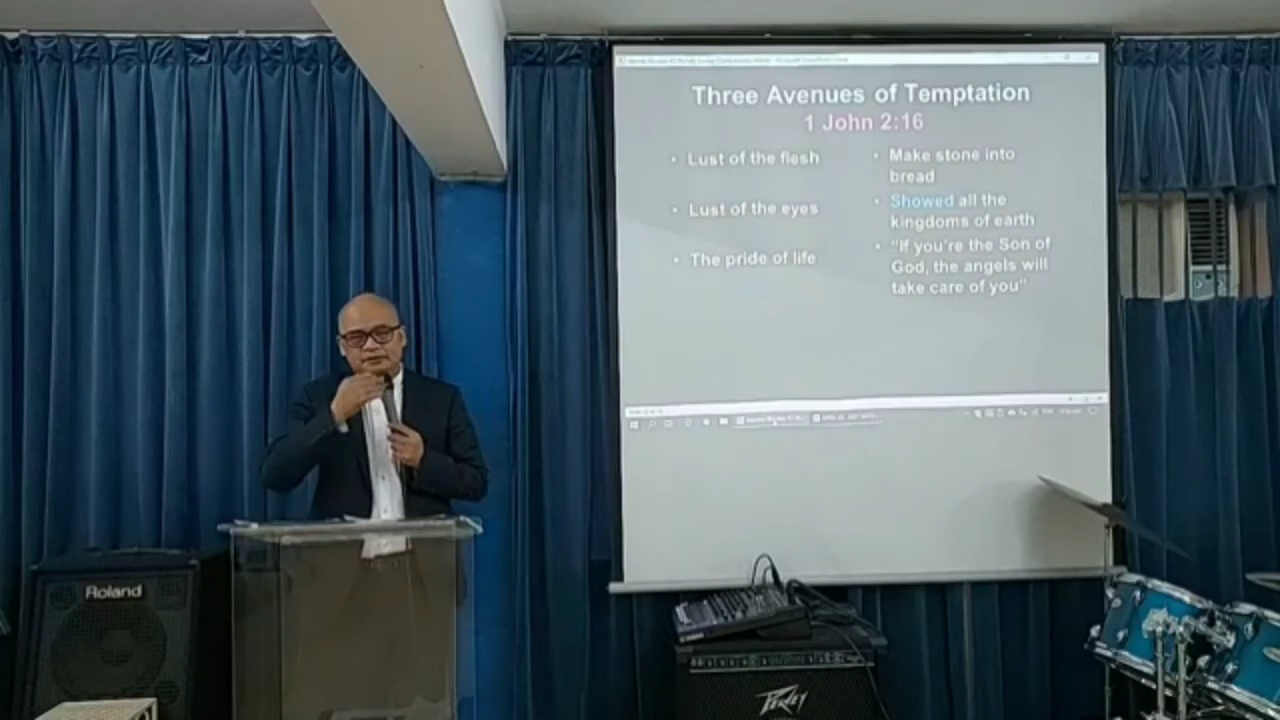 Three Avenues of Temptation
1 John 2:16
• Lust of the flesh
• Lust of the eyes
• The pride of life
• Make stone into
bread
• Showed all the
kingdoms of earth
• "If you're the Son of
God, the angels will
take care of you"
Roland
PEAVEY